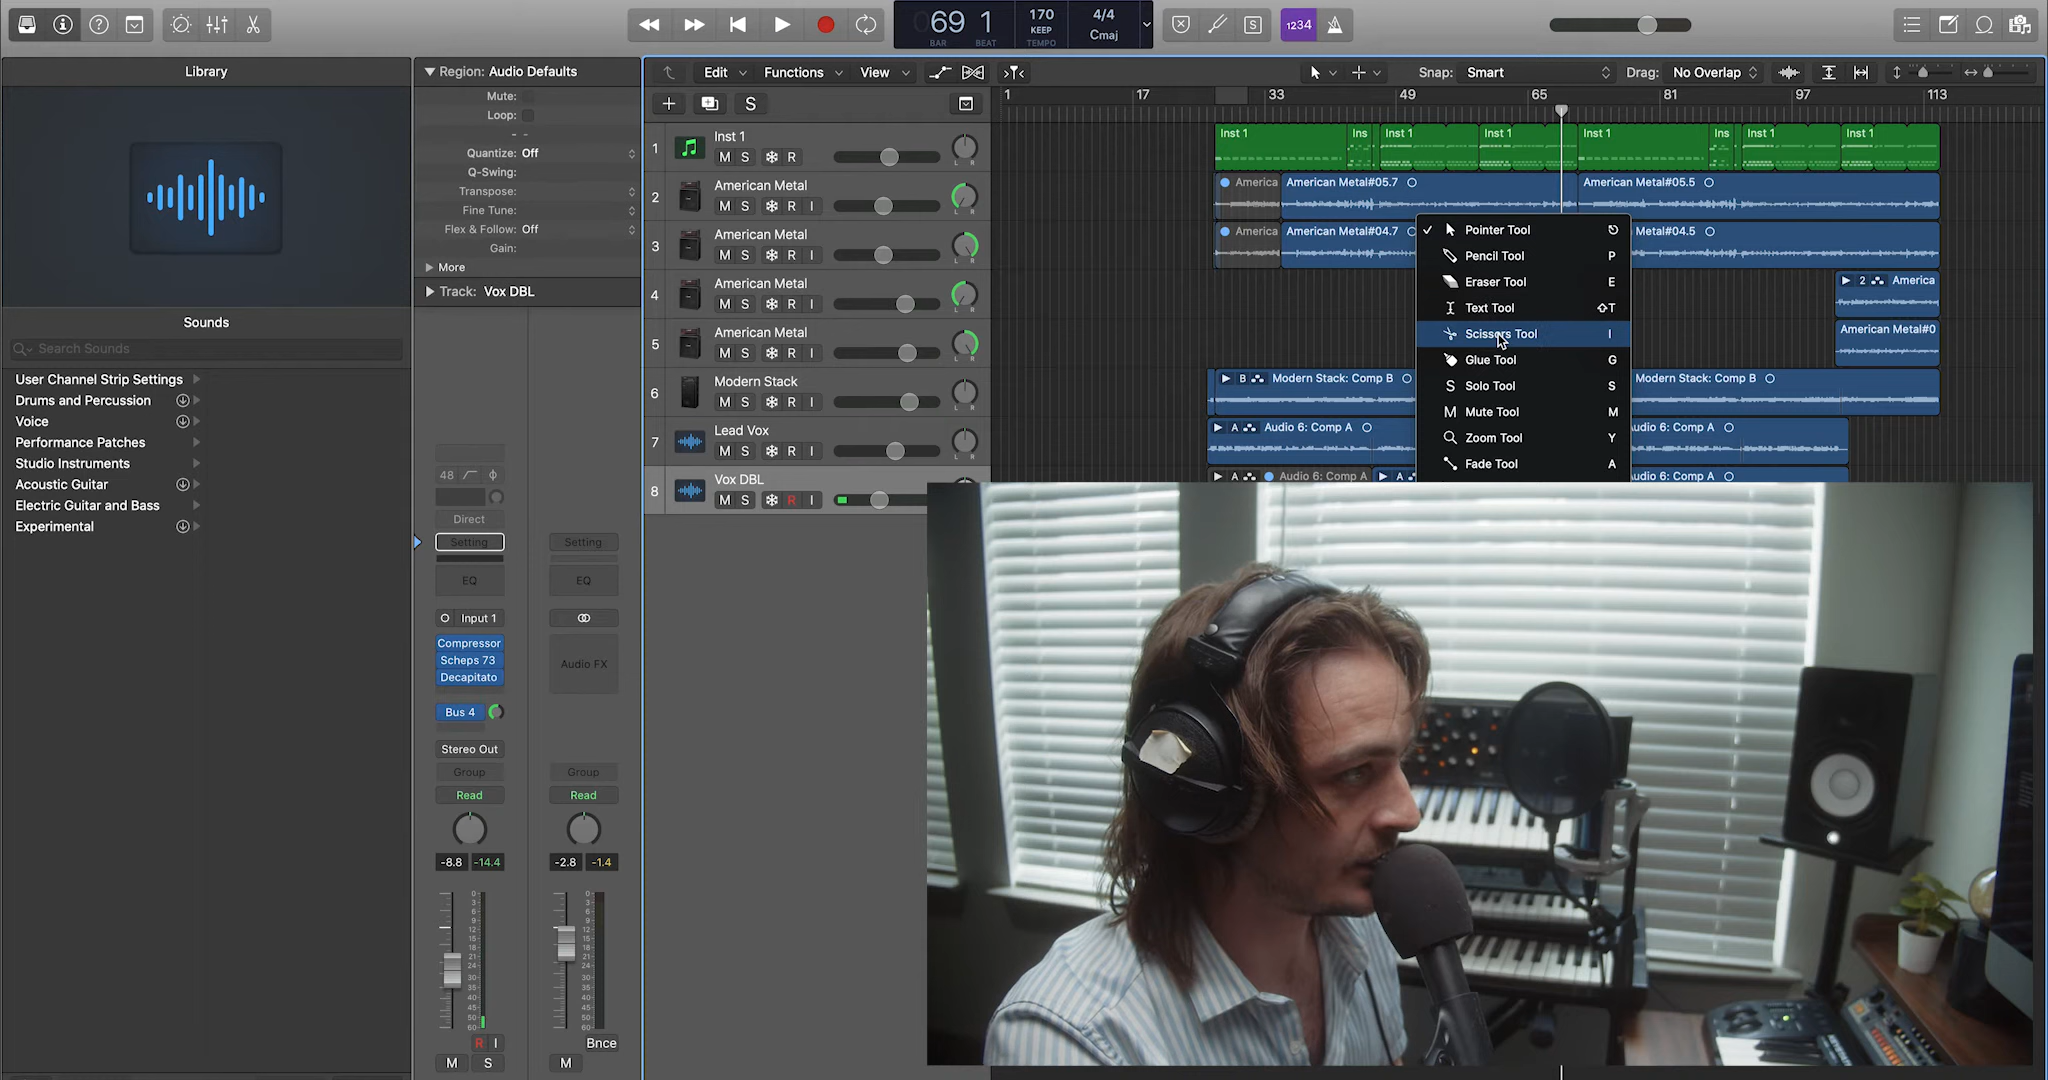 69 1
BAR BEAT
170
KEEP
TEMPO
4/4
Cmaj
1234
Library
Sounds
Search Sounds
User Channel Strip Settings
Drums and Percussion
Voice
Performance Patches
Studio Instruments
Acoustic Guitar
Electric Guitar and Bass
Experimental
Region: Audio Defaults
Mute:
Loop:
Quantize: Off
Q-Swing:
Transpose:
Fine Tune:
Flex & Follow: Off
Gain:
More
Track: Vox DBL
48
Direct
Setting Setting
EQ EQ
Input 1
Compressor
Scheps 73
Decapitato
Audio FX
Bus 4
Stereo Out
Group Group
Read Read
-8.8 -14.4 -2.8 -1.4
R I Bnce
M S M
Edit Functions View
Snap: Smart Drag: No Overlap
S
1 17 33 49 65 81 97 113
1 Inst 1
M S R
2 American Metal
M S R I
3 American Metal
M S R I
4 American Metal
M S R I
5 American Metal
M S R I
6 Modern Stack
M S R I
7 Lead Vox
M S R I
8 Vox DBL
M S R I
Inst 1 Ins Inst 1 Inst 1 Inst 1 Ins Inst 1 Inst 1
America American Metal#05.7 American Metal#05.5
America American Metal#04.7 Metal#04.5
2 America
American Metal#0
B Modern Stack: Comp B Modern Stack: Comp B
A Audio 6: Comp A udio 6: Comp A
A Audio 6: Comp A A udio 6: Comp A
Pointer Tool
Pencil Tool P
Eraser Tool E
Text Tool ⇧T
Scissors Tool I
Glue Tool G
Solo Tool S
Mute Tool M
Zoom Tool Y
Fade Tool A